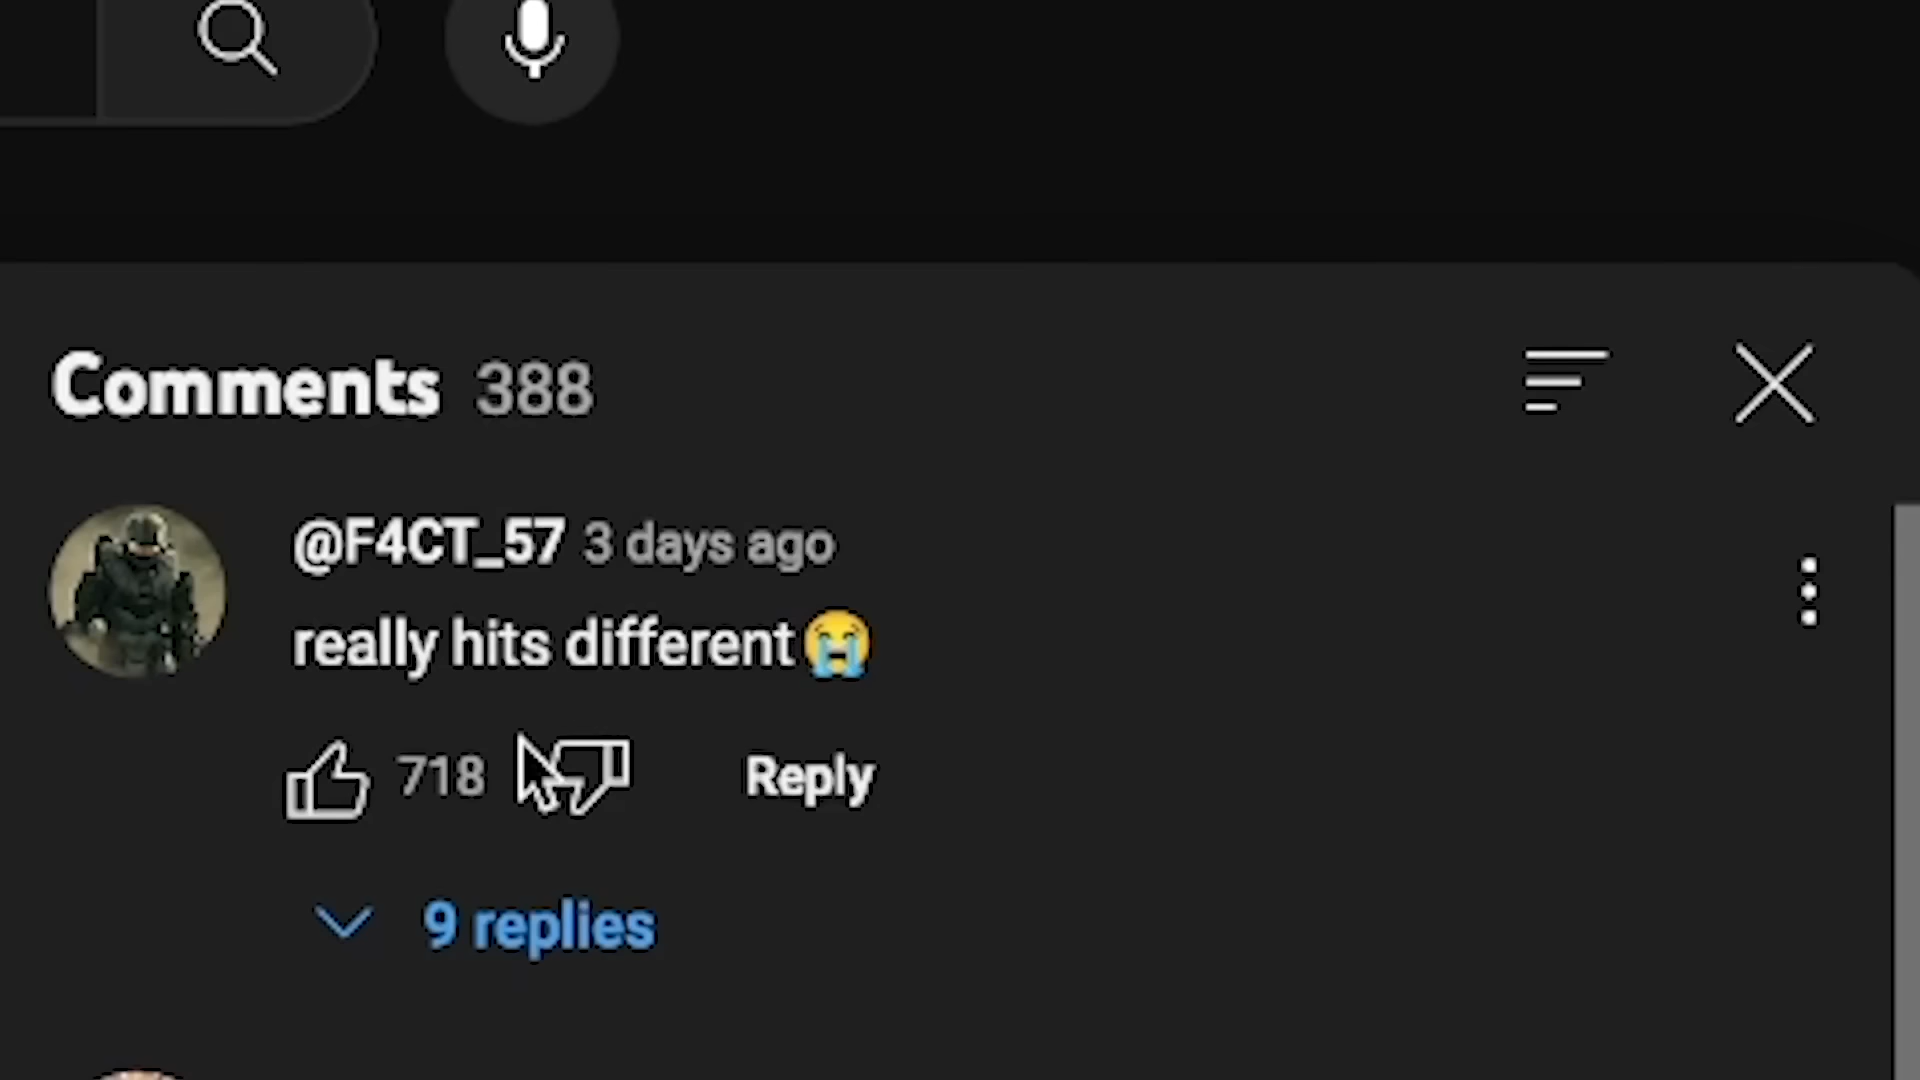 Comments 388
@F4CT_57 3 days ago
really hits different😭
718 Reply
9 replies